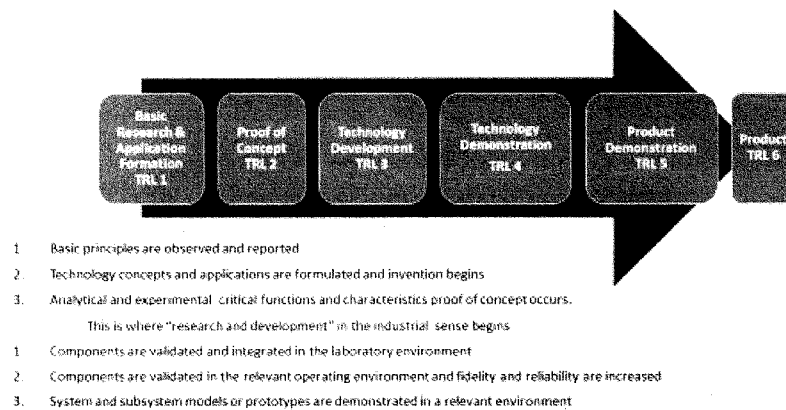 Basic
Research &
Application
Formation
TRL 1
Proof of
Concept
TRL 2
Technology
Development
TRL 3
Technology
Demonstration
TRL 4
Product
Demonstration
TRL 5
Product
TRL 6
1 Basic principles are observed and reported
2. Technology concepts and applications are formulated and invention begins
3. Analytical and experimental critical functions and characteristics proof of concept occurs.
This is where "research and development" in the industrial sense begins
1 Components are validated and integrated in the laboratory environment
2. Components are validated in the relevant operating environment and fidelity and reliability are increased
3. System and subsystem models or prototypes are demonstrated in a relevant environment